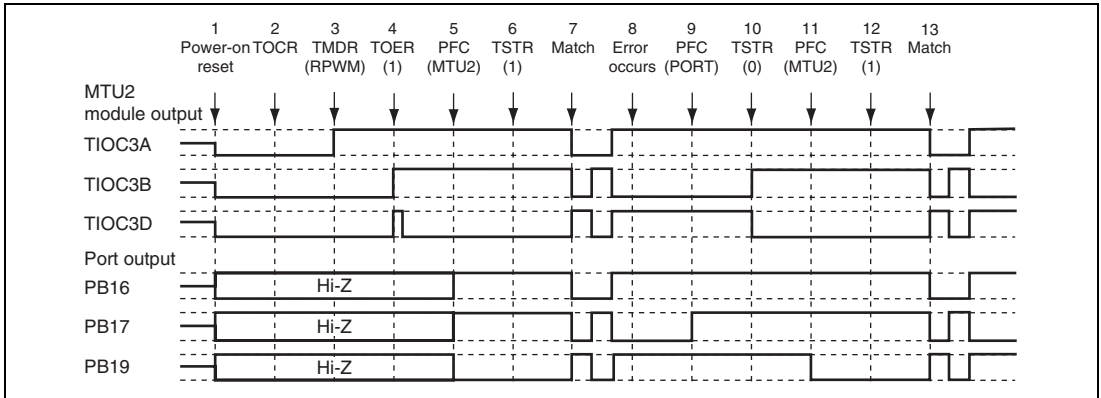 1 2 3 4 5 6 7 8 9 10 11 12 13
Power-on TOCR TMDR TOER PFC TSTR Match Error PFC TSTR PFC TSTR Match
reset (RPWM) (1) (MTU2) (1) occurs (PORT) (0) (MTU2) (1)
MTU2
module output
TIOC3A
TIOC3B
TIOC3D
Port output
PB16 Hi-Z
PB17 Hi-Z
PB19 Hi-Z